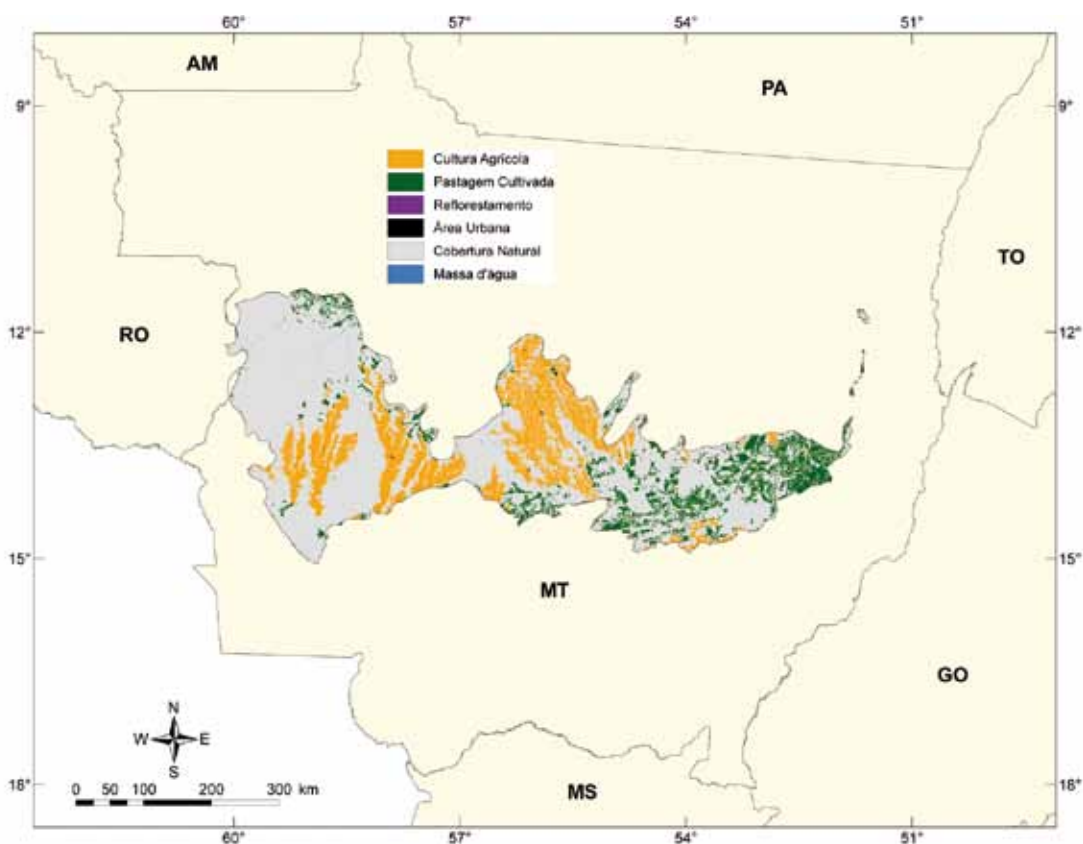 60° 57° 54° 51°
AM
PA
9° 9°
Cultura Agrícola
Pastagem Cultivada
Reflorestamento
Área Urbana
Cobertura Natural
Massa d'água
TO
12° 12°
RO
15° 15°
MT
GO
N
W E
S
0 50 100 200 300 km
MS
18° 18°
60° 57° 54° 51°